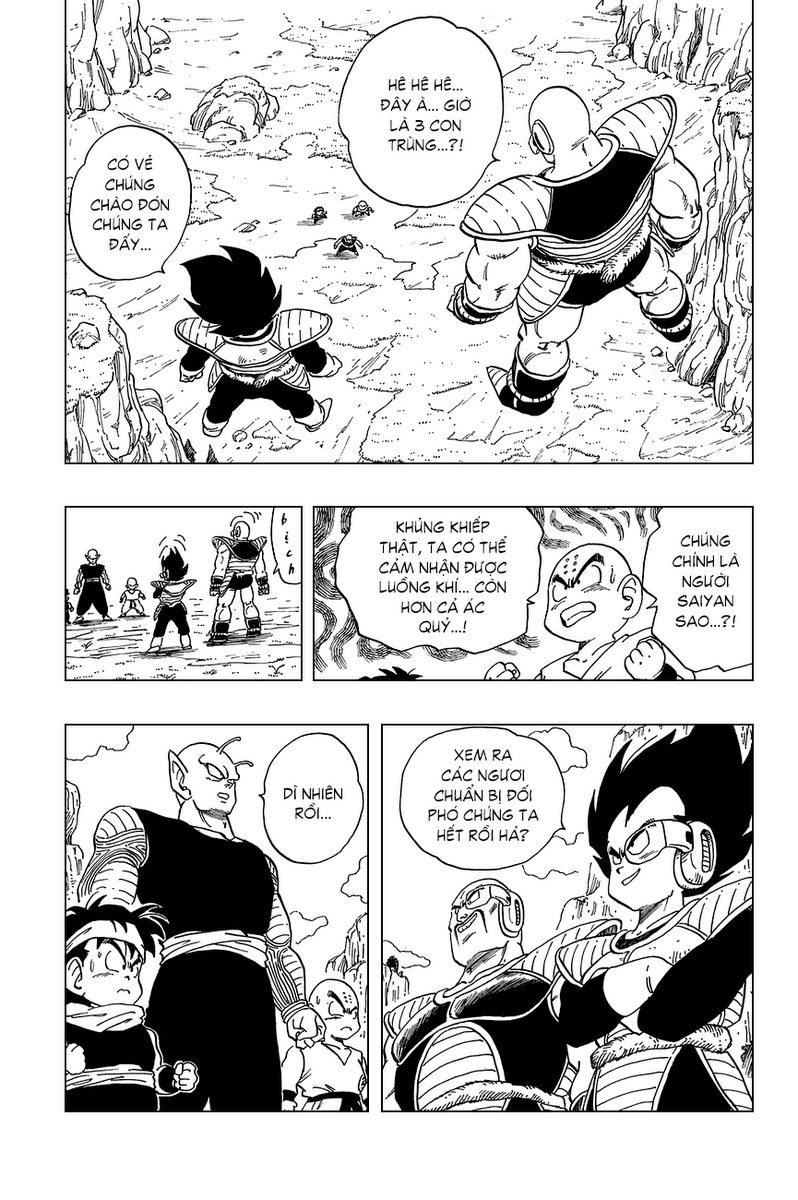 HÊ HÊ HÊ...
ĐÂY À... GIỜ
LÀ 3 CON
TRÙNG...?!
CÓ VẺ
CHÚNG
CHÀO ĐÓN
CHÚNG TA
ĐẤY...
CHÚNG
CHÍNH LÀ
NGƯỜI
SAIYAN
SAO...?!
KHỦNG KHIẾP
THẬT, TA CÓ THỂ
CẢM NHẬN ĐƯỢC
LUỒNG KHÍ... CÒN
HƠN CẢ ÁC
QUỶ...!
bịch
XEM RA
CÁC NGƯƠI
CHUẨN BỊ ĐỐI
PHÓ CHÚNG TA
HẾT RỒI HẢ?
DĨ NHIÊN
RỒI...